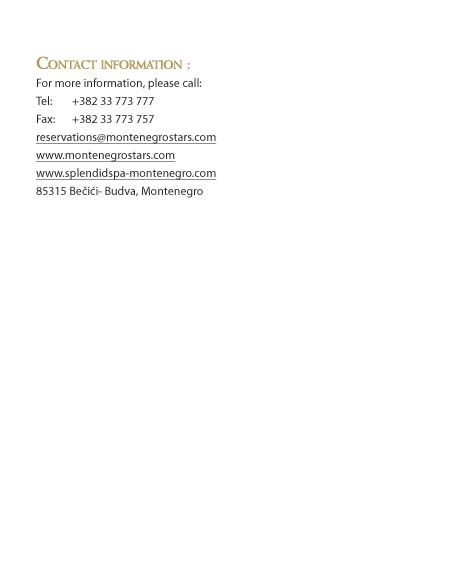 CONTACT INFORMATION :
For more information, please call:
Tel: +382 33 773 777
Fax: +382 33 773 757
reservations@montenegrostars.com
www.montenegrostars.com
www.splendidspa-montenegro.com
85315 Bečići- Budva, Montenegro